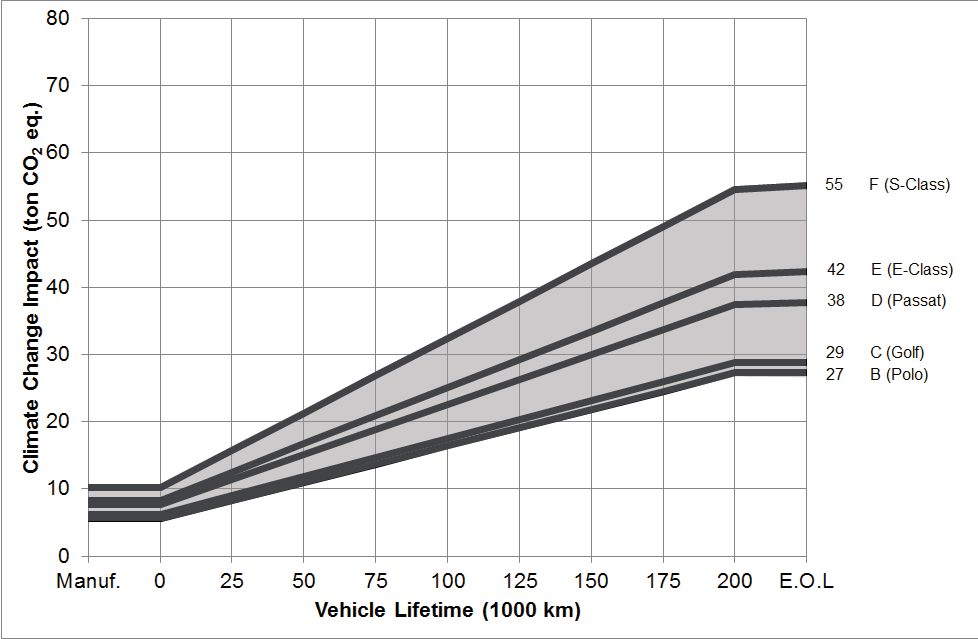 80
70
60
50
40
30
20
10
0
Climate Change Impact (ton CO₂ eq.)
55 F (S-Class)
42 E (E-Class)
38 D (Passat)
29 C (Golf)
27 B (Polo)
Manuf. 0 25 50 75 100 125 150 175 200 E.O.L
Vehicle Lifetime (1000 km)